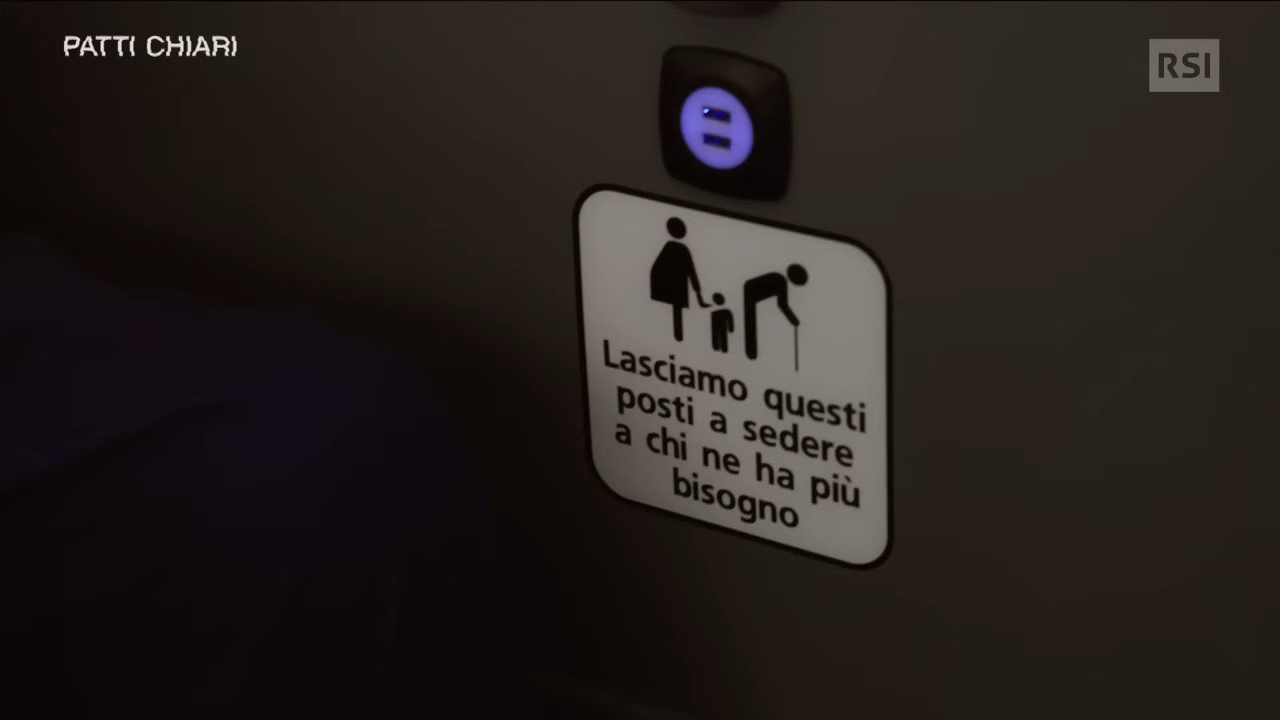 PATTI CHIARI
RSI
Lasciamo questi
posti a sedere
a chi ne ha più
bisogno